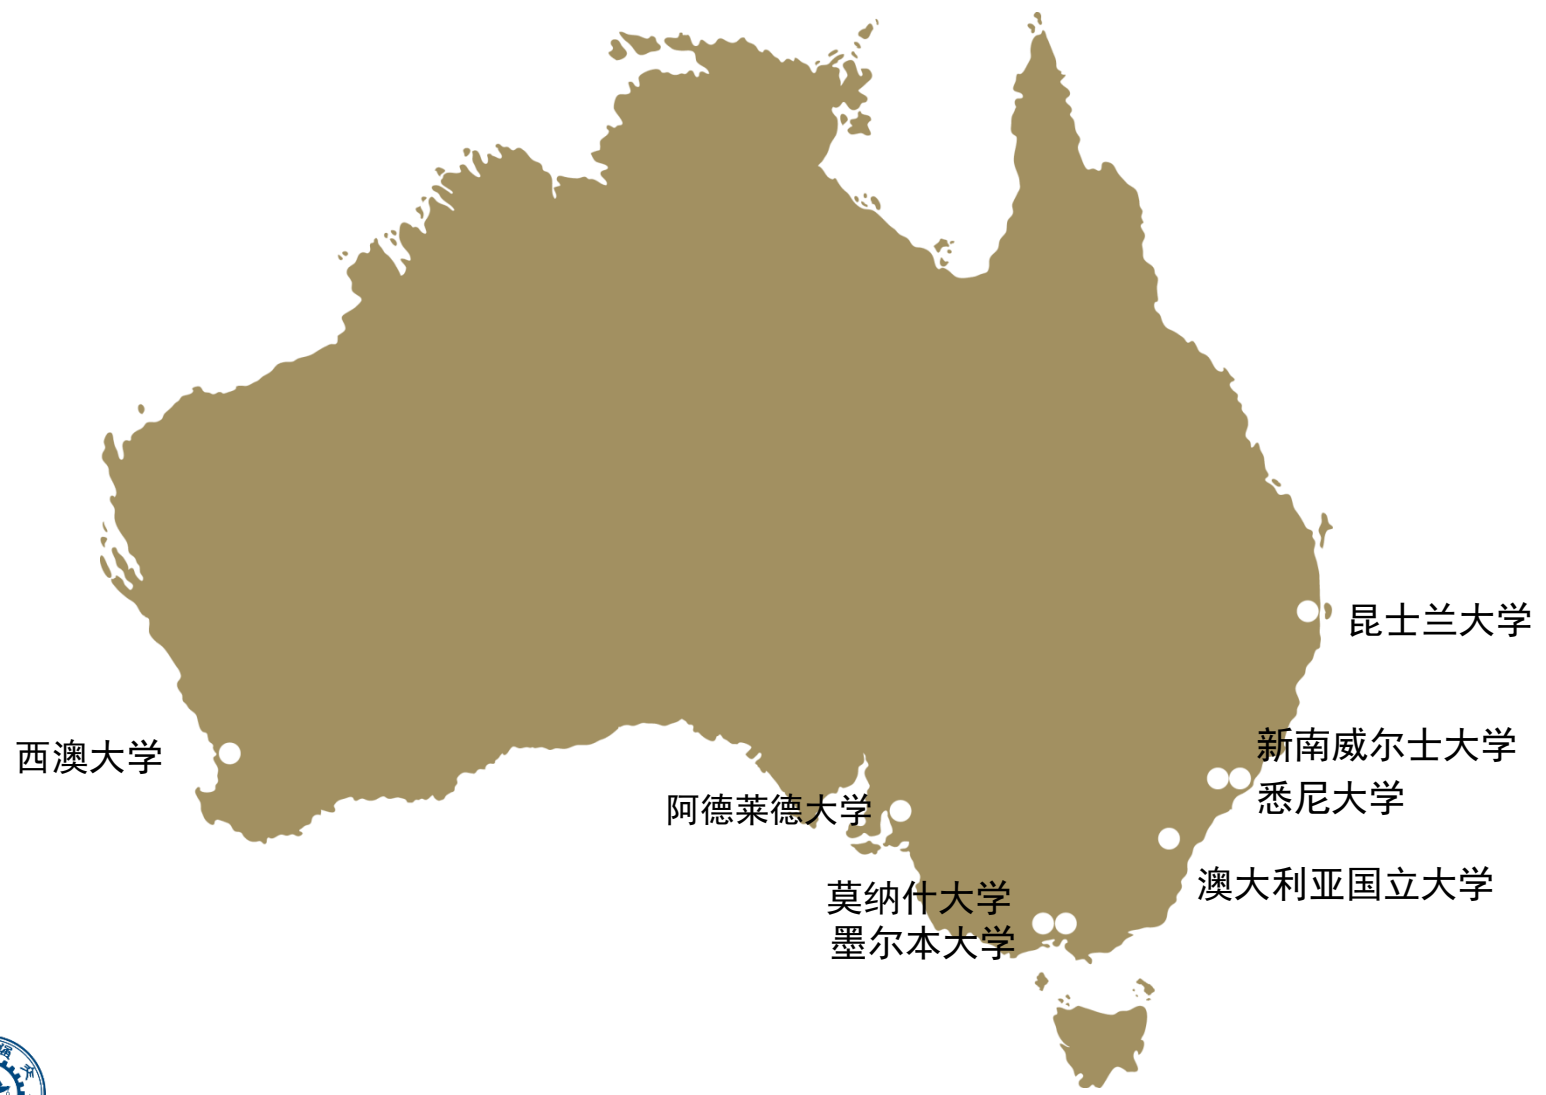 昆士兰大学
新南威尔士大学
西澳大学
悉尼大学
阿德莱德大学
澳大利亚国立大学
莫纳什大学
墨尔本大学